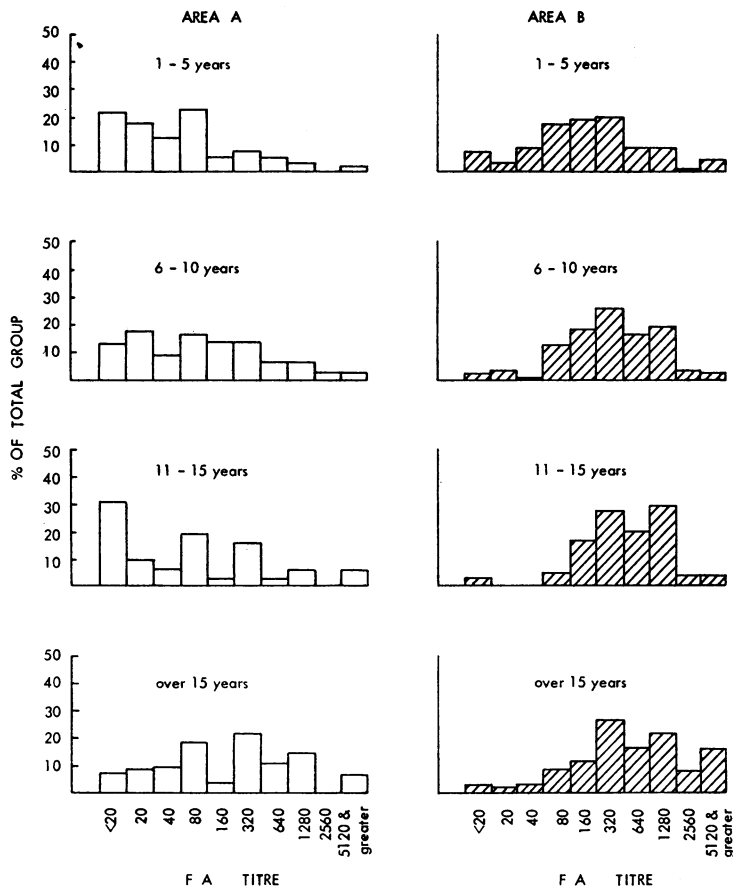 AREA A
AREA B
50
40
30
20
10
1 - 5 years
1 - 5 years
50
40
30
20
10
6 - 10 years
6 - 10 years
% OF TOTAL GROUP
50
40
30
20
10
11 - 15 years
11 - 15 years
50
40
30
20
10
over 15 years
over 15 years
<20 20 40 80 160 320 640 1280 2560 5120 & greater
<20 20 40 80 160 320 640 1280 2560 5120 & greater
F A TITRE
F A TITRE